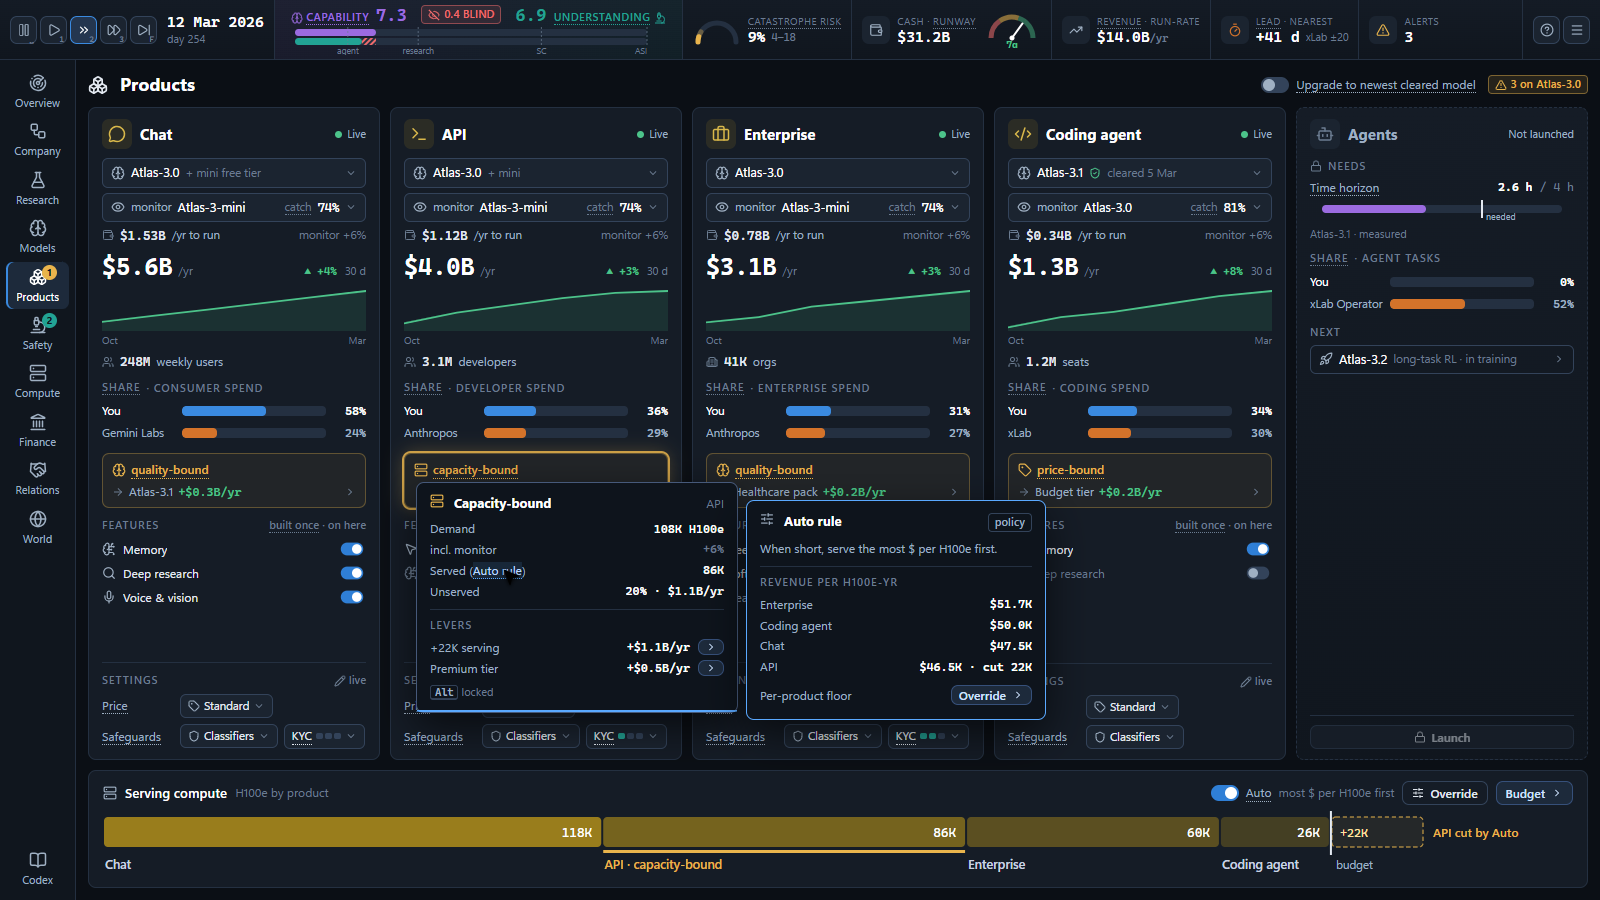 12 Mar 2026
day 254
1
2
3
F
CAPABILITY 7.3
0.4 BLIND
6.9 UNDERSTANDING
agent
research
SC
ASI
CATASTROPHE RISK
9% 4–18
CASH · RUNWAY
$31.2B
7a
REVENUE · RUN-RATE
$14.0B/yr
LEAD · NEAREST
+41 d xLab ±20
ALERTS
3
Overview
Company
Research
Models
1
Products
2
Safety
Compute
Finance
Relations
World
Codex
Products
Upgrade to newest cleared model
3 on Atlas-3.0
Chat
Live
Atlas-3.0 + mini free tier
monitor Atlas-3-mini catch 74%
$1.53B /yr to run monitor +6%
$5.6B /yr
+4% 30 d
Oct Mar
248M weekly users
SHARE · CONSUMER SPEND
You 58%
Gemini Labs 24%
quality-bound
→ Atlas-3.1 +$0.3B/yr
FEATURES built once · on here
Memory
Deep research
Voice & vision
SETTINGS live
Price Standard
Safeguards Classifiers KYC
API
Live
Atlas-3.0 + mini
monitor Atlas-3-mini catch 74%
$1.12B /yr to run monitor +6%
$4.0B /yr
+3% 30 d
Oct Mar
3.1M developers
SHARE · DEVELOPER SPEND
You 36%
Anthropos 29%
capacity-bound
Safeguards Classifiers KYC
Enterprise
Live
Atlas-3.0
monitor Atlas-3-mini catch 74%
$0.78B /yr to run monitor +6%
$3.1B /yr
+3% 30 d
Oct Mar
41K orgs
SHARE · ENTERPRISE SPEND
You 31%
Anthropos 27%
quality-bound
Healthcare pack +$0.2B/yr
Safeguards Classifiers KYC
Coding agent
Live
Atlas-3.1 cleared 5 Mar
monitor Atlas-3.0 catch 81%
$0.34B /yr to run monitor +6%
$1.3B /yr
+8% 30 d
Oct Mar
1.2M seats
SHARE · CODING SPEND
You 34%
xLab 30%
price-bound
→ Budget tier +$0.2B/yr
built once · on here
live
Standard
Safeguards Classifiers
Agents
Not launched
NEEDS
Time horizon 2.6 h / 4 h
needed
Atlas-3.1 · measured
SHARE · AGENT TASKS
You 0%
xLab Operator 52%
NEXT
Atlas-3.2 long-task RL · in training
Launch
Capacity-bound API
Demand 108K H100e
incl. monitor +6%
Served (Auto rule) 86K
Unserved 20% · $1.1B/yr
LEVERS
+22K serving +$1.1B/yr
Premium tier +$0.5B/yr
Alt locked
Auto rule policy
When short, serve the most $ per H100e first.
REVENUE PER H100E-YR
Enterprise $51.7K
Coding agent $50.0K
Chat $47.5K
API $46.5K · cut 22K
Per-product floor Override
Serving compute H100e by product
Auto most $ per H100e first
Override
Budget
118K
86K
60K
26K
+22K
API cut by Auto
Chat
API · capacity-bound
Enterprise
Coding agent
budget